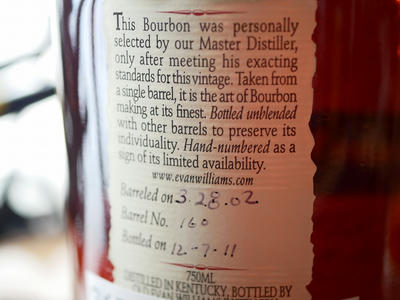 This Bourbon was personally
selected by our Master Distiller,
only after meeting his exacting
standards for this vintage. Taken from
a single barrel, it is the art of Bourbon
making at its finest. Bottled unblended
with other barrels to preserve its
individuality. Hand-numbered as a
sign of its limited availability.
www.evanwilliams.com
Barreled on 3.28.02
Barrel No. 160
Bottled on 12-7-11
750ML
DISTILLED IN KENTUCKY, BOTTLED BY
OLD EVAN WILLIAMS